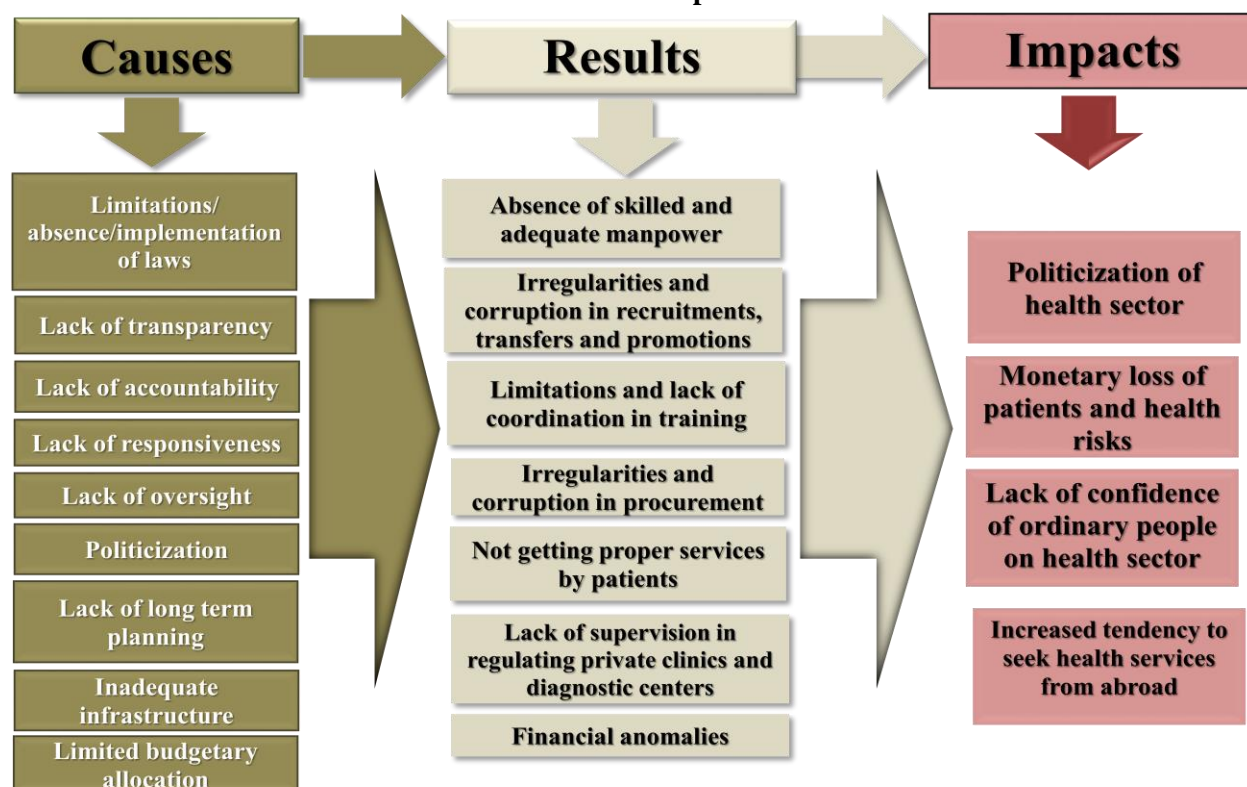 Causes
Results
Impacts
Limitations/
absence/implementation
of laws
Lack of transparency
Lack of accountability
Lack of responsiveness
Lack of oversight
Politicization
Lack of long term
planning
Inadequate
infrastructure
Limited budgetary
allocation
Absence of skilled and
adequate manpower
Irregularities and
corruption in recruitments,
transfers and promotions
Limitations and lack of
coordination in training
Irregularities and
corruption in procurement
Not getting proper services
by patients
Lack of supervision in
regulating private clinics and
diagnostic centers
Financial anomalies
Politicization of
health sector
Monetary loss of
patients and health
risks
Lack of confidence
of ordinary people
on health sector
Increased tendency to
seek health services
from abroad